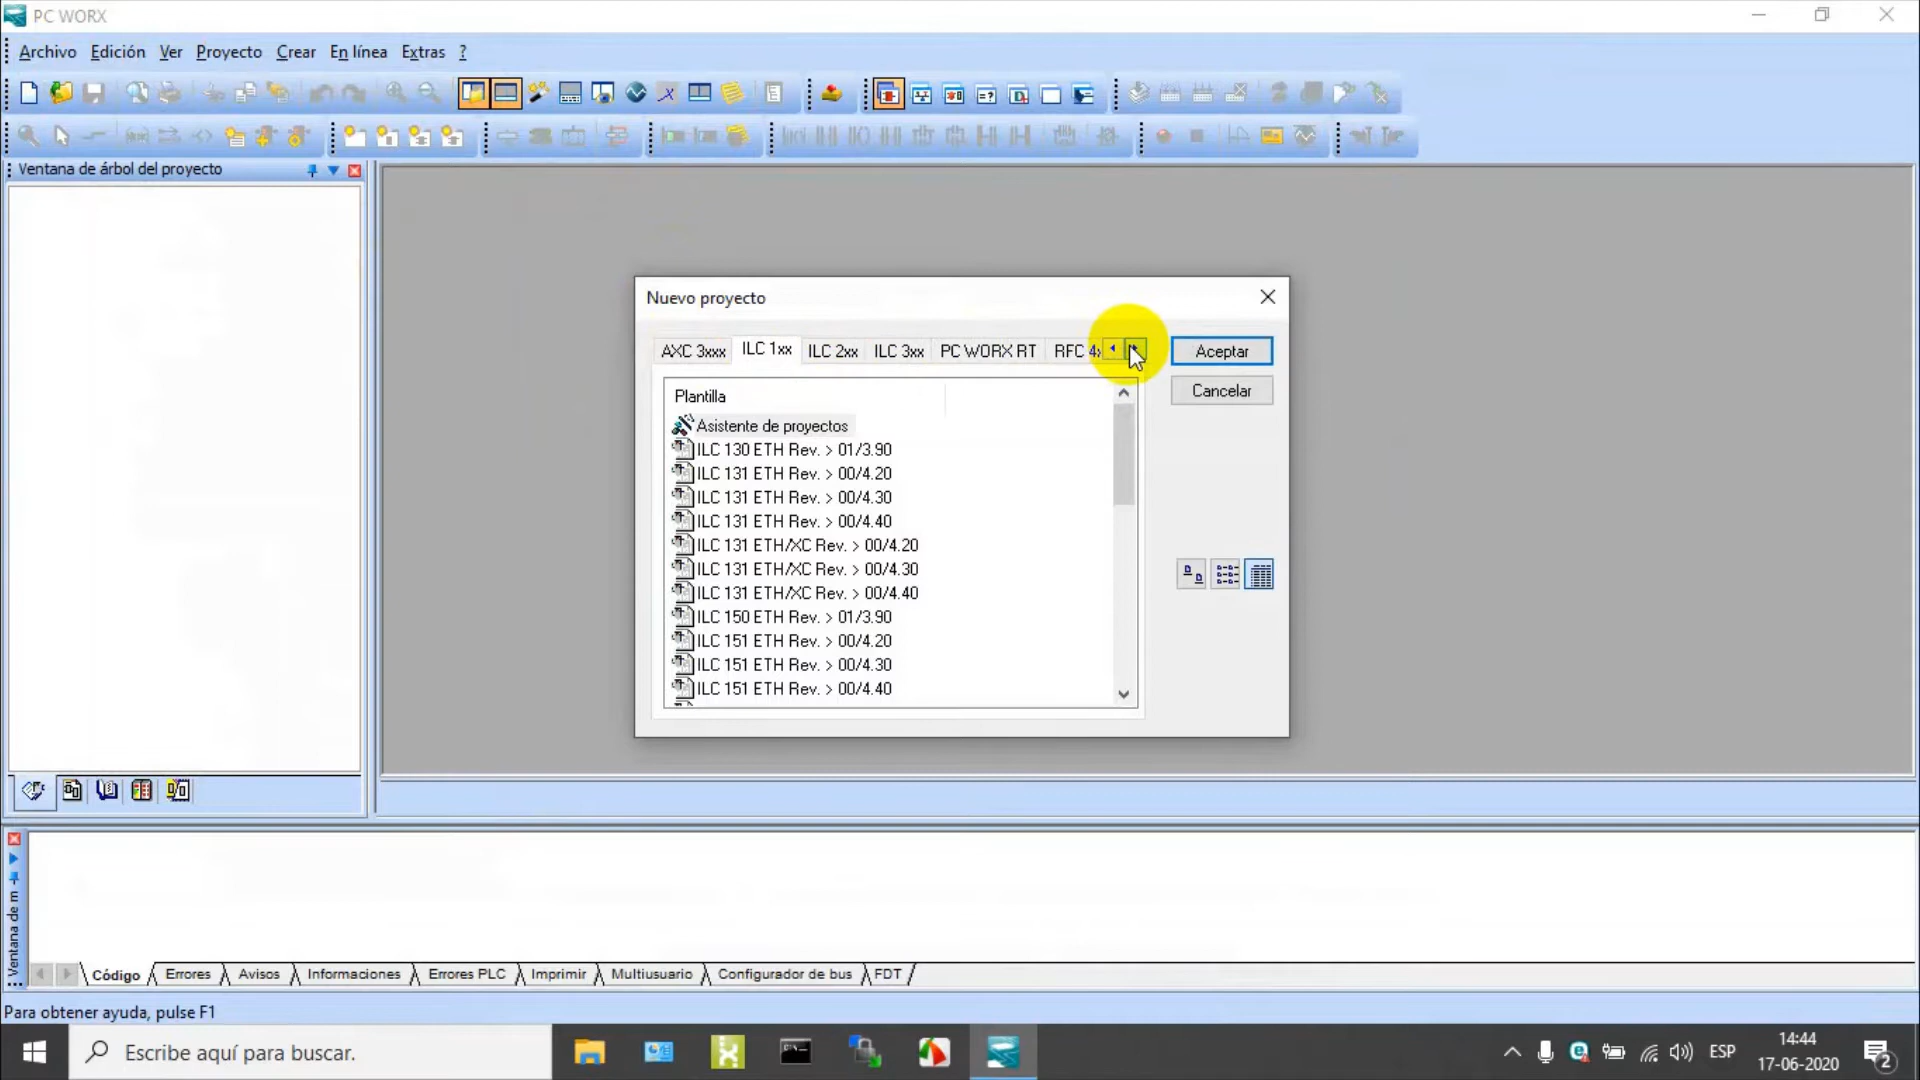 PC WORX
Archivo Edición Ver Proyecto Crear En línea Extras ?
Ventana de árbol del proyecto
Nuevo proyecto
AXC 3xxx ILC 1xx ILC 2xx ILC 3xx PC WORX RT RFC 4x
Aceptar
Cancelar
Plantilla
Asistente de proyectos
ILC 130 ETH Rev. > 01/3.90
ILC 131 ETH Rev. > 00/4.20
ILC 131 ETH Rev. > 00/4.30
ILC 131 ETH Rev. > 00/4.40
ILC 131 ETH/XC Rev. > 00/4.20
ILC 131 ETH/XC Rev. > 00/4.30
ILC 131 ETH/XC Rev. > 00/4.40
ILC 150 ETH Rev. > 01/3.90
ILC 151 ETH Rev. > 00/4.20
ILC 151 ETH Rev. > 00/4.30
ILC 151 ETH Rev. > 00/4.40
Ventana de m
Código Errores Avisos Informaciones Errores PLC Imprimir Multiusuario Configurador de bus FDT
Para obtener ayuda, pulse F1
Escribe aquí para buscar.
ESP
14:44
17-06-2020
2